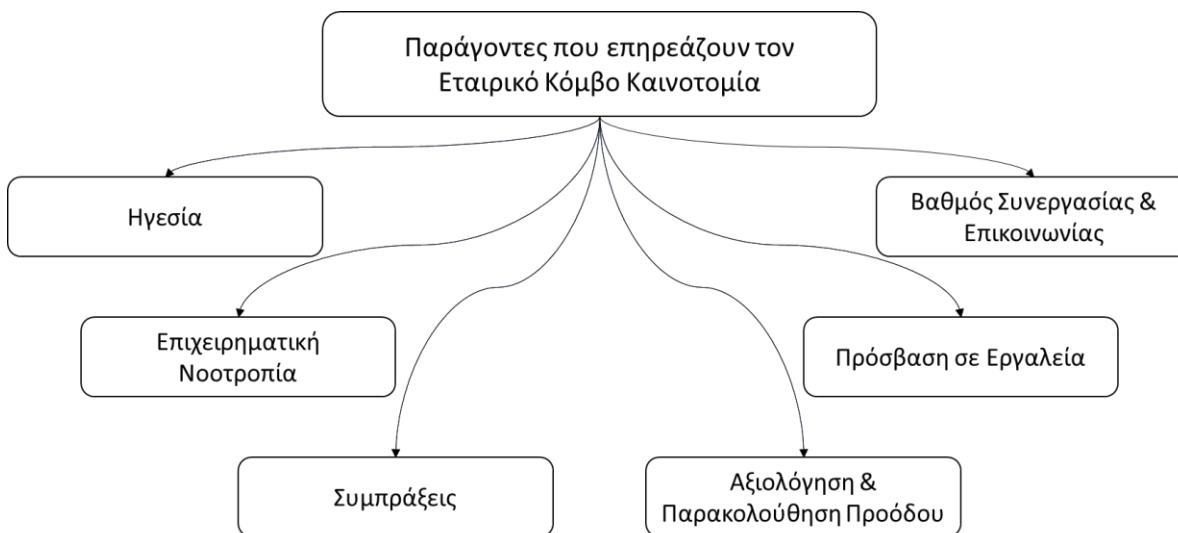 Παράγοντες που επηρεάζουν τον
Εταιρικό Κόμβο Καινοτομία
Ηγεσία
Βαθμός Συνεργασίας &
Επικοινωνίας
Επιχειρηματική
Νοοτροπία
Πρόσβαση σε Εργαλεία
Συμπράξεις
Αξιολόγηση &
Παρακολούθηση Προόδου